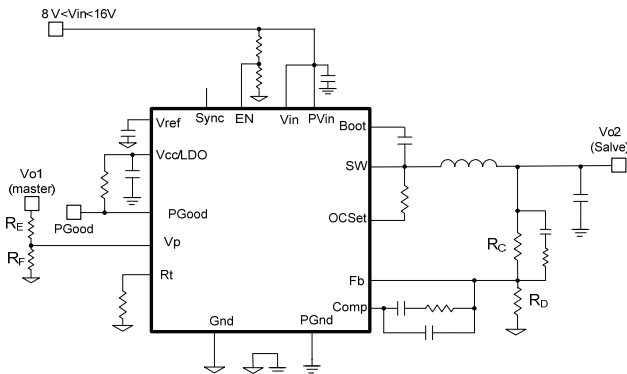 8 V<Vin<16V
Sync EN Vin PVin
Vref
Boot
Vcc/LDO
SW
Vo2
(Salve)
Vo1
(master)
PGood
PGood
OCSet
RE
RF
Vp
RC
Rt
Fb
RD
Comp
Gnd
PGnd